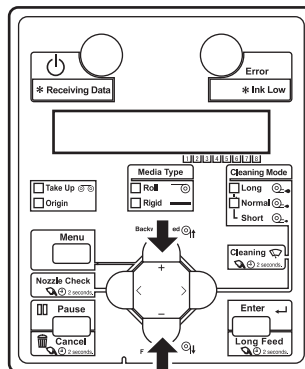 Error
* Receiving Data
* Ink Low
1 2 3 4 5 6 7 8
Media Type
Cleaning Mode
Take Up
Origin
Roll
Rigid
Long
Normal
Short
Menu
+
Cleaning
2 seconds.
Nozzle Check
2 seconds.
< >
Pause
Enter
−
Cancel
2 seconds.
Long Feed
2 seconds.